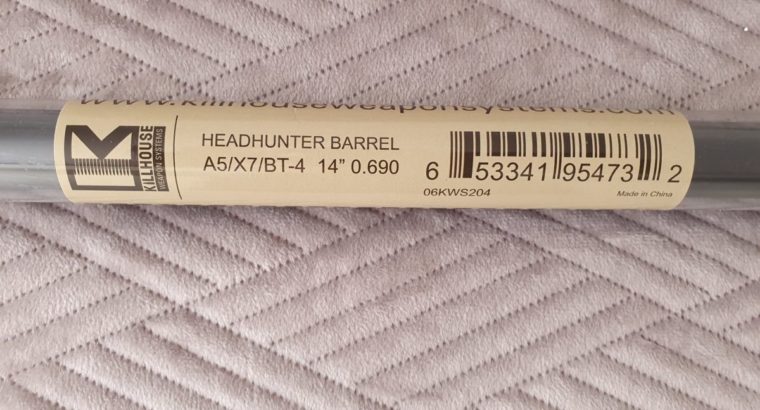 www.killhouseweaponsystems.com
KILLHOUSE
WEAPON SYSTEMS
HEADHUNTER BARREL
A5/X7/BT-4 14” 0.690
6 53341 95473 2
06KWS204
Made in China